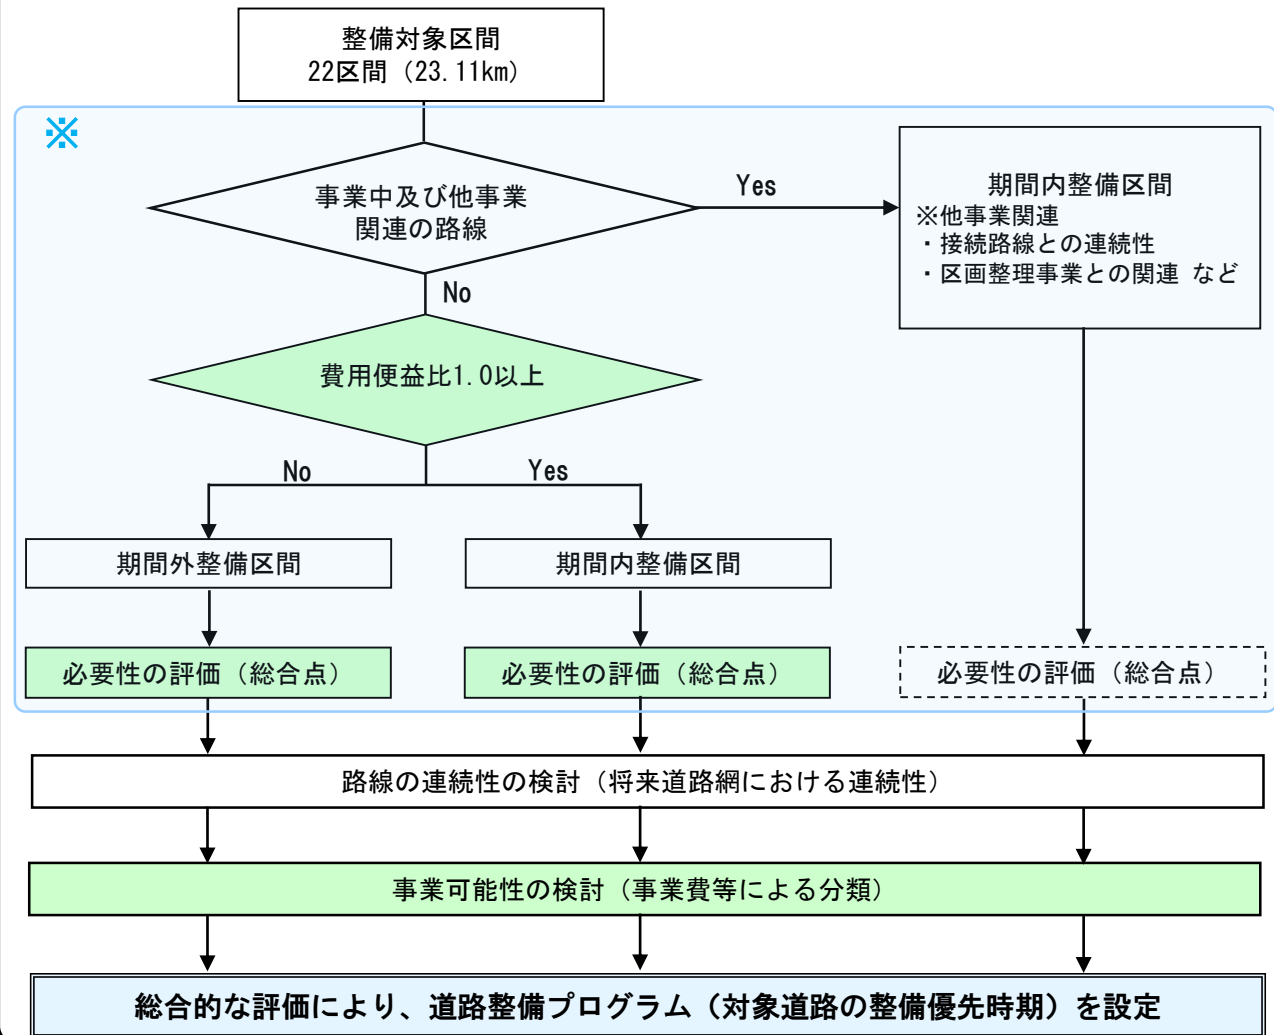 整備対象区間
22区間（23.11km）
※
事業中及び他事業
関連の路線
Yes
期間内整備区間
※他事業関連
・接続路線との連続性
・区画整理事業との関連 など
No
費用便益比1.0以上
No
Yes
期間外整備区間
期間内整備区間
必要性の評価（総合点）
必要性の評価（総合点）
必要性の評価（総合点）
路線の連続性の検討（将来道路網における連続性）
事業可能性の検討（事業費等による分類）
総合的な評価により、道路整備プログラム（対象道路の整備優先時期）を設定